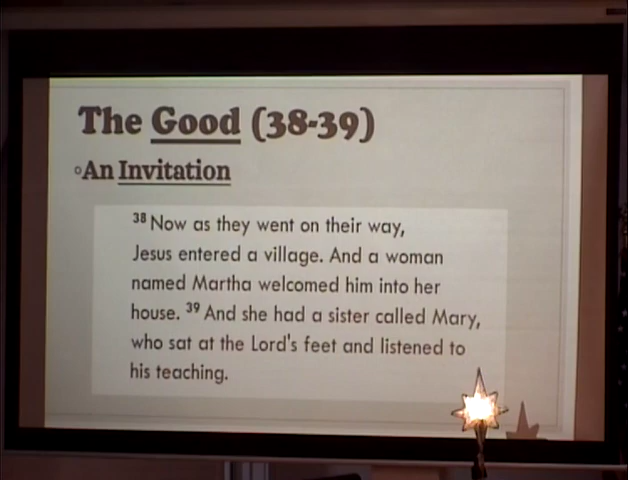 The Good (38-39)
°An Invitation
38 Now as they went on their way,
Jesus entered a village. And a woman
named Martha welcomed him into her
house. 39 And she had a sister called Mary,
who sat at the Lord's feet and listened to
his teaching.